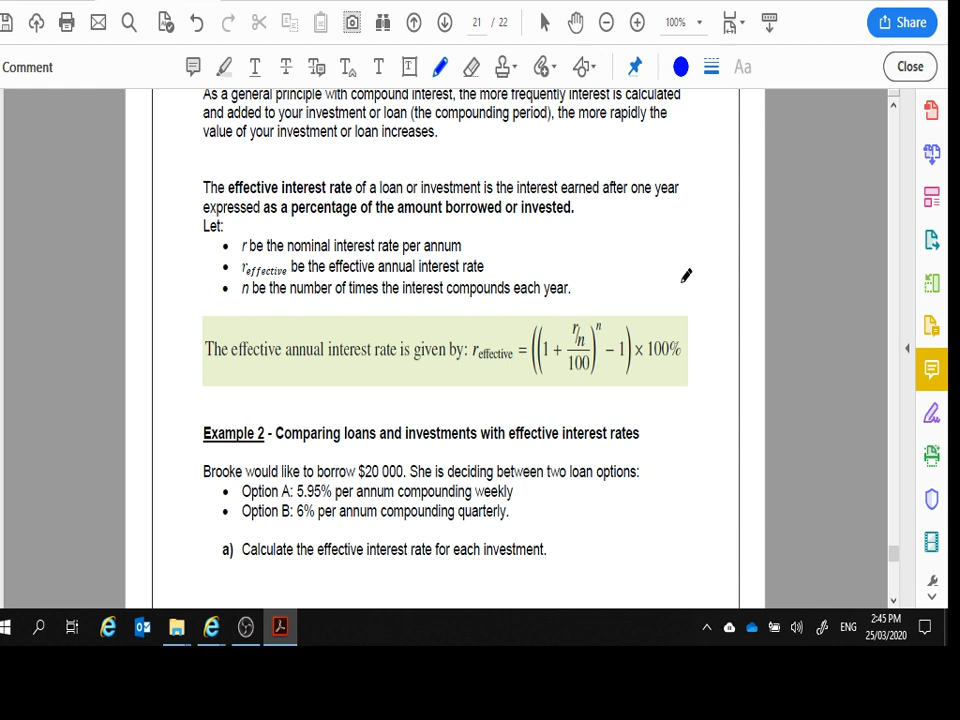 21 / 22
100%
Share
Comment
Close
As a general principle with compound interest, the more frequently interest is calculated
and added to your investment or loan (the compounding period), the more rapidly the
value of your investment or loan increases.
The effective interest rate of a loan or investment is the interest earned after one year
expressed as a percentage of the amount borrowed or invested.
Let:
• r be the nominal interest rate per annum
• r_effective be the effective annual interest rate
• n be the number of times the interest compounds each year.
The effective annual interest rate is given by: r_effective = ((1 + (r/n)/100)^n − 1) × 100%
Example 2 - Comparing loans and investments with effective interest rates
Brooke would like to borrow $20 000. She is deciding between two loan options:
• Option A: 5.95% per annum compounding weekly
• Option B: 6% per annum compounding quarterly.
a) Calculate the effective interest rate for each investment.
ENG
2:45 PM
25/03/2020